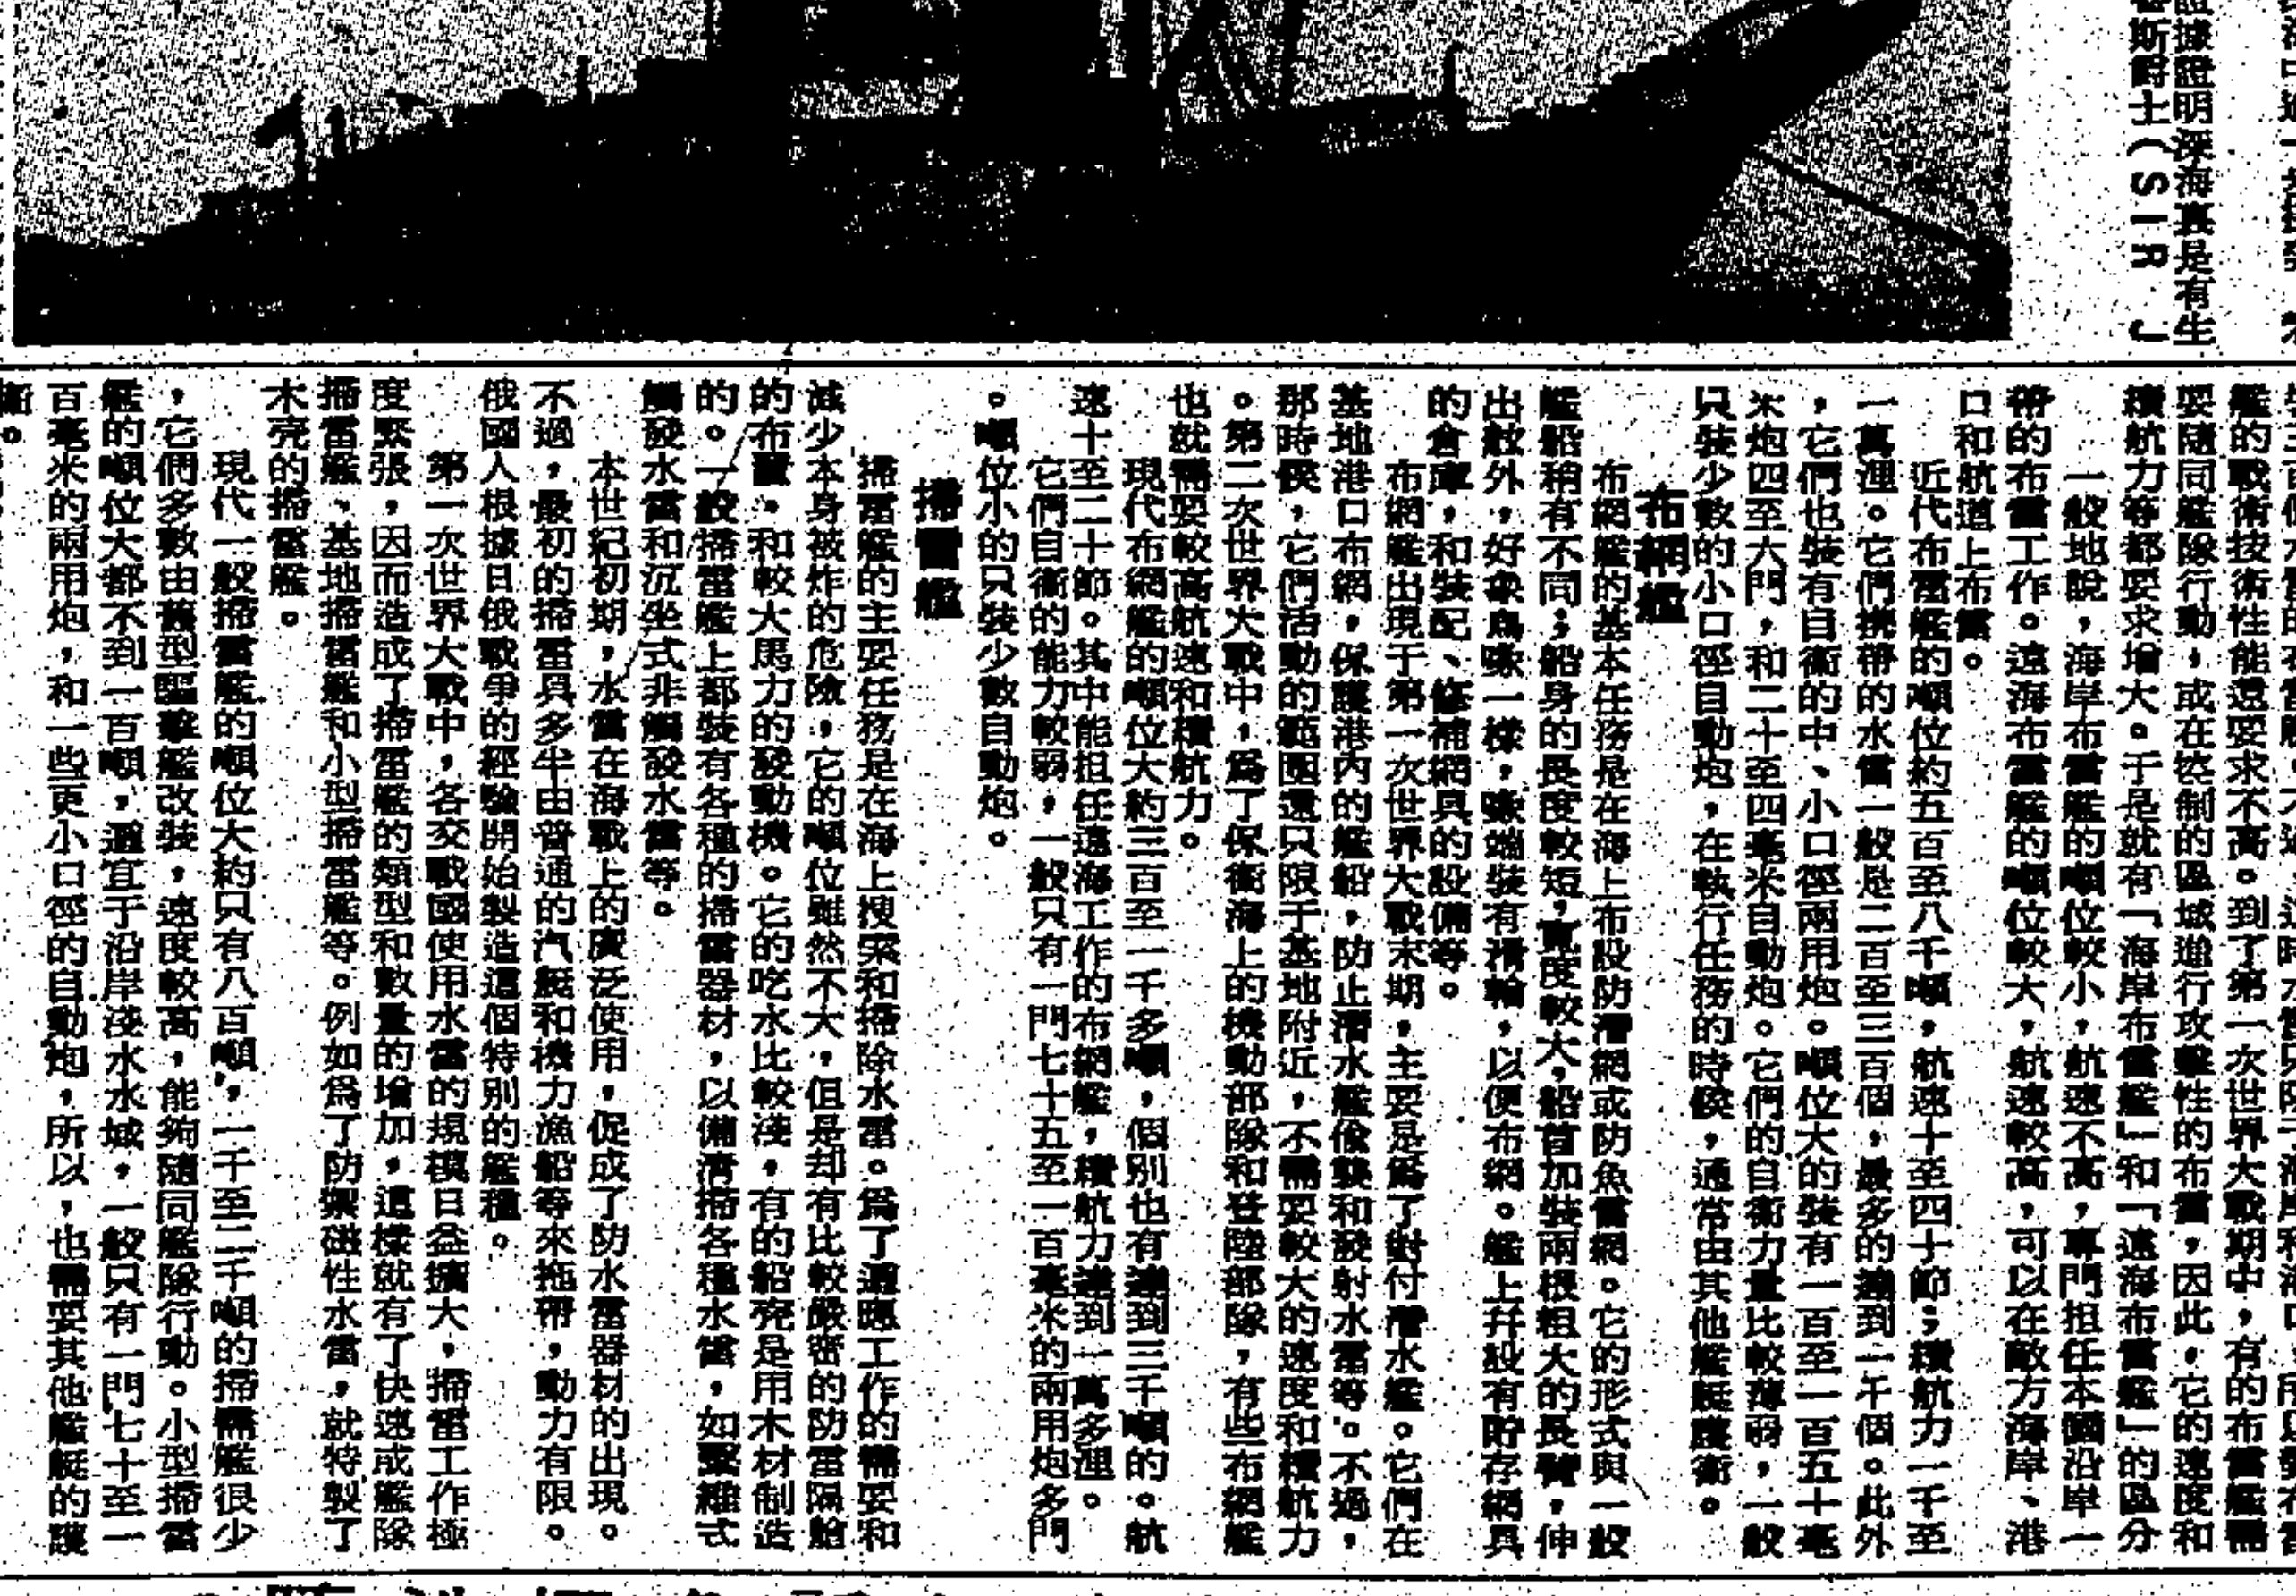 證據證明深海裏是有生
斯爵士(SIR J
艦的戰術按術性能還要求不高。到了第一次世界大戰期中,有的布雷艦需
要隨同艦隊行動,或在控制的區域進行攻擊性的布雷,因此,它的速度和
續航力等都要求增大。于是就有「海岸布雷艦」和「遠海布雷艦」的區分
一般地說,海岸布雷艦的噸位較小,航速不高,專門担任本國沿岸一
帶的布雷工作。遠海布雷艦的噸位較大,航速較高,可以在敵方海岸、港
口和航道上布雷。
近代布雷艦的噸位約五百至八千噸,航速十至四十節;續航力一千至
一萬浬。它們携帶的水雷一般是二百至三百個,最多的達到一千個。此外
,它們也裝有自衞的中、小口徑兩用炮。噸位大的裝有一百至一百五十毫
米炮四至六門,和二十至四毫米自動炮。它們的自衞力量比較薄弱,一般
只裝少數的小口徑自動炮,在執行任務的時候,通常由其他艦艇護衞。
布網艦
布網艦的基本任務是在海上布設防潛網或防魚雷網。它的形式與一般
艦船稍有不同;船身的長度較短,寬度較大,船首加裝兩根粗大的長臂,伸
出敵外,好象鳥喙一樣,喙端裝有滑輪,以便布網。艦上幷設有貯存網具
的倉庫,和裝配、修補網具的設備等。
布網艦出現于第一次世界大戰末期,主要是爲了對付潛水艦。它們在
基地港口布網,保護港內的艦船,防止潛水艦偷襲和發射水雷等。不過,
那時侯,它們活動的範圍還只限于基地附近,不需要較大的速度和續航力
。第二次世界大戰中,爲了保衞海上的機動部隊和登陸部隊,有些布網艦
也就需要較高航速和續航力。
現代布網艦的噸位大約三百至一千多噸,個別也有達到三千噸的。航
速十至二十節。其中能担任遠海工作的布網艦,續航力達到一萬多浬。
它們自衞的能力較弱,一般只有一門七十五至一百毫米的兩用炮多門
。噸位小的只裝少數自動炮。
掃雷艦
掃雷艦的主要任務是在海上搜索和掃除水雷。爲了適應工作的需要和
減少本身被炸的危險,它的噸位雖然不大,但是却有比較嚴密的防雷隔艙
的布置,和較大馬力的發動機。它的吃水比較淺,有的船壳是用木材制造
的。一般掃雷艦上都裝有各種的掃雷器材,以備清掃各種水雷,如繫維式
觸發水雷和沉坐式非觸發水雷等。
本世紀初期,水雷在海戰上的廣泛使用,促成了防水雷器材的出現。
不過,最初的掃雷具多半由普通的汽艇和機力漁船等來拖帶,動力有限。
俄國人根據日俄戰爭的經驗開始製造這個特別的艦種。
第一次世界大戰中,各交戰國使用水雷的規模日益擴大,掃雷工作極
度緊張,因而造成了掃雷艦的類型和數量的增加,這樣就有了快速成艦隊
掃雷艦、基地掃雷艦和小型掃雷艦等。例如爲了防禦磁性水雷,就特製了
木壳的掃雷艦。
現代一般掃雷艦的噸位大約只有八百噸,一千至二千噸的掃雷艦很少
,它們多數由舊型驅擊艦改裝,速度較高,能夠隨同艦隊行動。小型掃雷
艦的噸位大都不到一百噸,適宜于沿岸淺水水域,一般只有一門七十至一
百毫米的兩用炮,和一些更小口徑的自動炮,所以,也需要其他艦艇的護
衞。